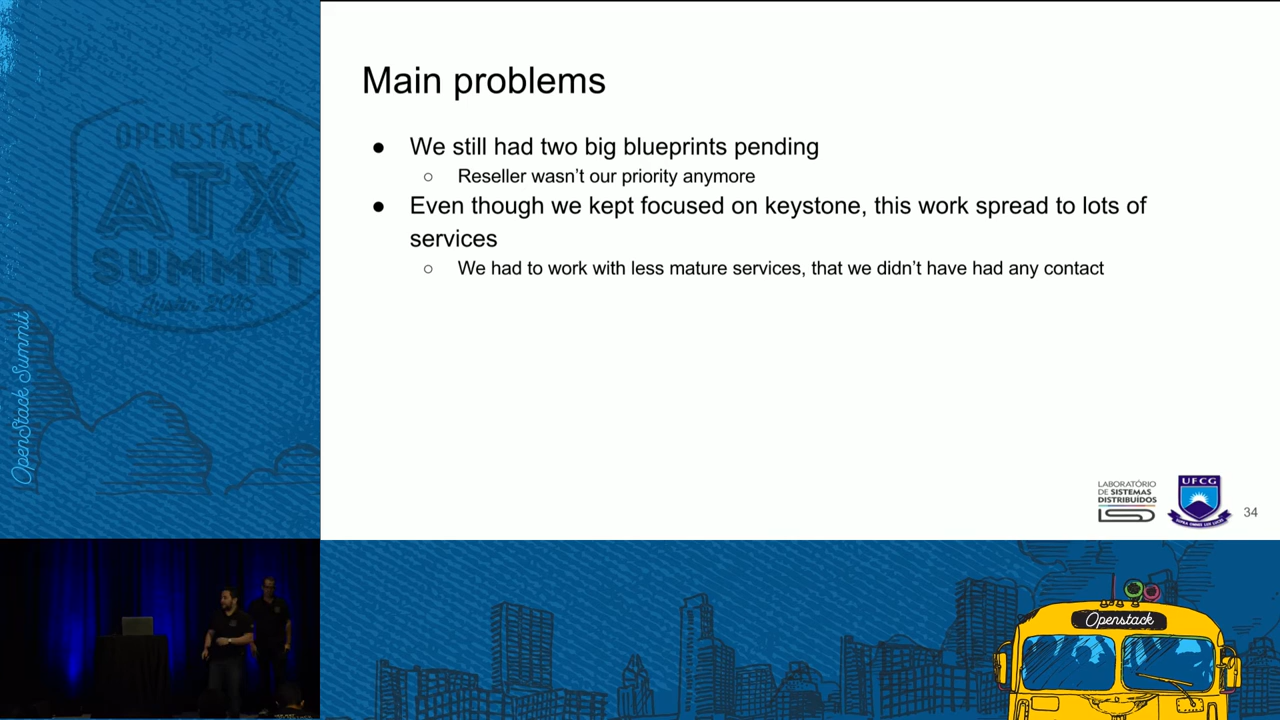 OPENSTACK
ATX
SUMMIT
Austin 2016
OpenStack Summit
Main problems
● We still had two big blueprints pending
○ Reseller wasn't our priority anymore
● Even though we kept focused on keystone, this work spread to lots of
services
○ We had to work with less mature services, that we didn't have had any contact
LABORATÓRIO
DE SISTEMAS
DISTRIBUÍDOS
LSD
UFCG
34
Openstack